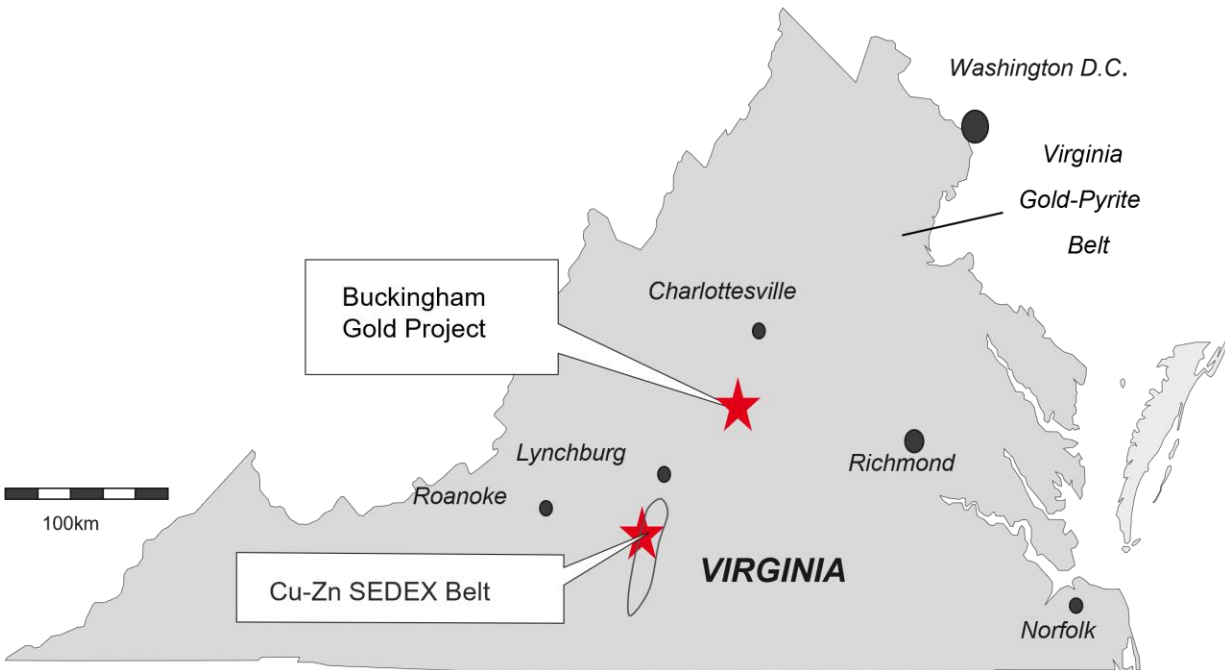 Washington D.C.
Virginia
Gold-Pyrite
Belt
Buckingham
Gold Project
Charlottesville
Lynchburg
Richmond
Roanoke
100km
VIRGINIA
Cu-Zn SEDEX Belt
Norfolk